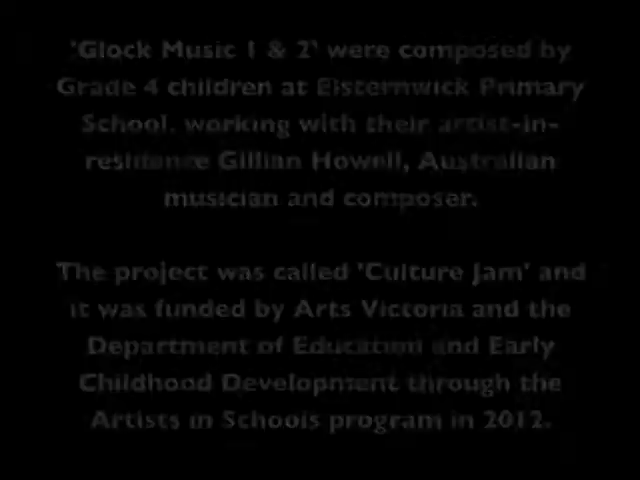 'Glock Music 1 & 2' were composed by
Grade 4 children at Elsternwick Primary
School, working with their artist-in-
residence Gillian Howell, Australian
musician and composer.
The project was called 'Culture Jam' and
it was funded by Arts Victoria and the
Department of Education and Early
Childhood Development through the
Artists in Schools program in 2012.